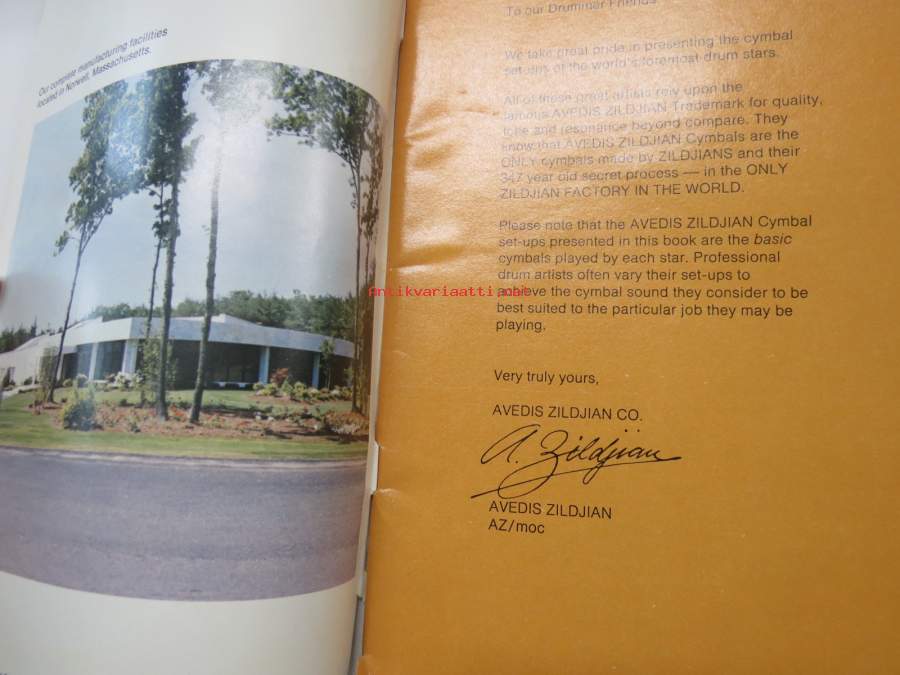 Our complete manufacturing facilities
located in Norwell, Massachusetts.
To our Drummer Friends
We take great pride in presenting the cymbal
set-ups of the world's foremost drum stars.
All of these great artists rely upon the
famous AVEDIS ZILDJIAN Trademark for quality,
tone and resonance beyond compare. They
know that AVEDIS ZILDJIAN Cymbals are the
ONLY cymbals made by ZILDJIANS and their
347 year old secret process — in the ONLY
ZILDJIAN FACTORY IN THE WORLD.
Please note that the AVEDIS ZILDJIAN Cymbal
set-ups presented in this book are the basic
cymbals played by each star. Professional
drum artists often vary their set-ups to
achieve the cymbal sound they consider to be
best suited to the particular job they may be
playing.
Very truly yours,
AVEDIS ZILDJIAN CO.
A. Zildjian
AVEDIS ZILDJIAN
AZ/moc
antikvariaatti.net